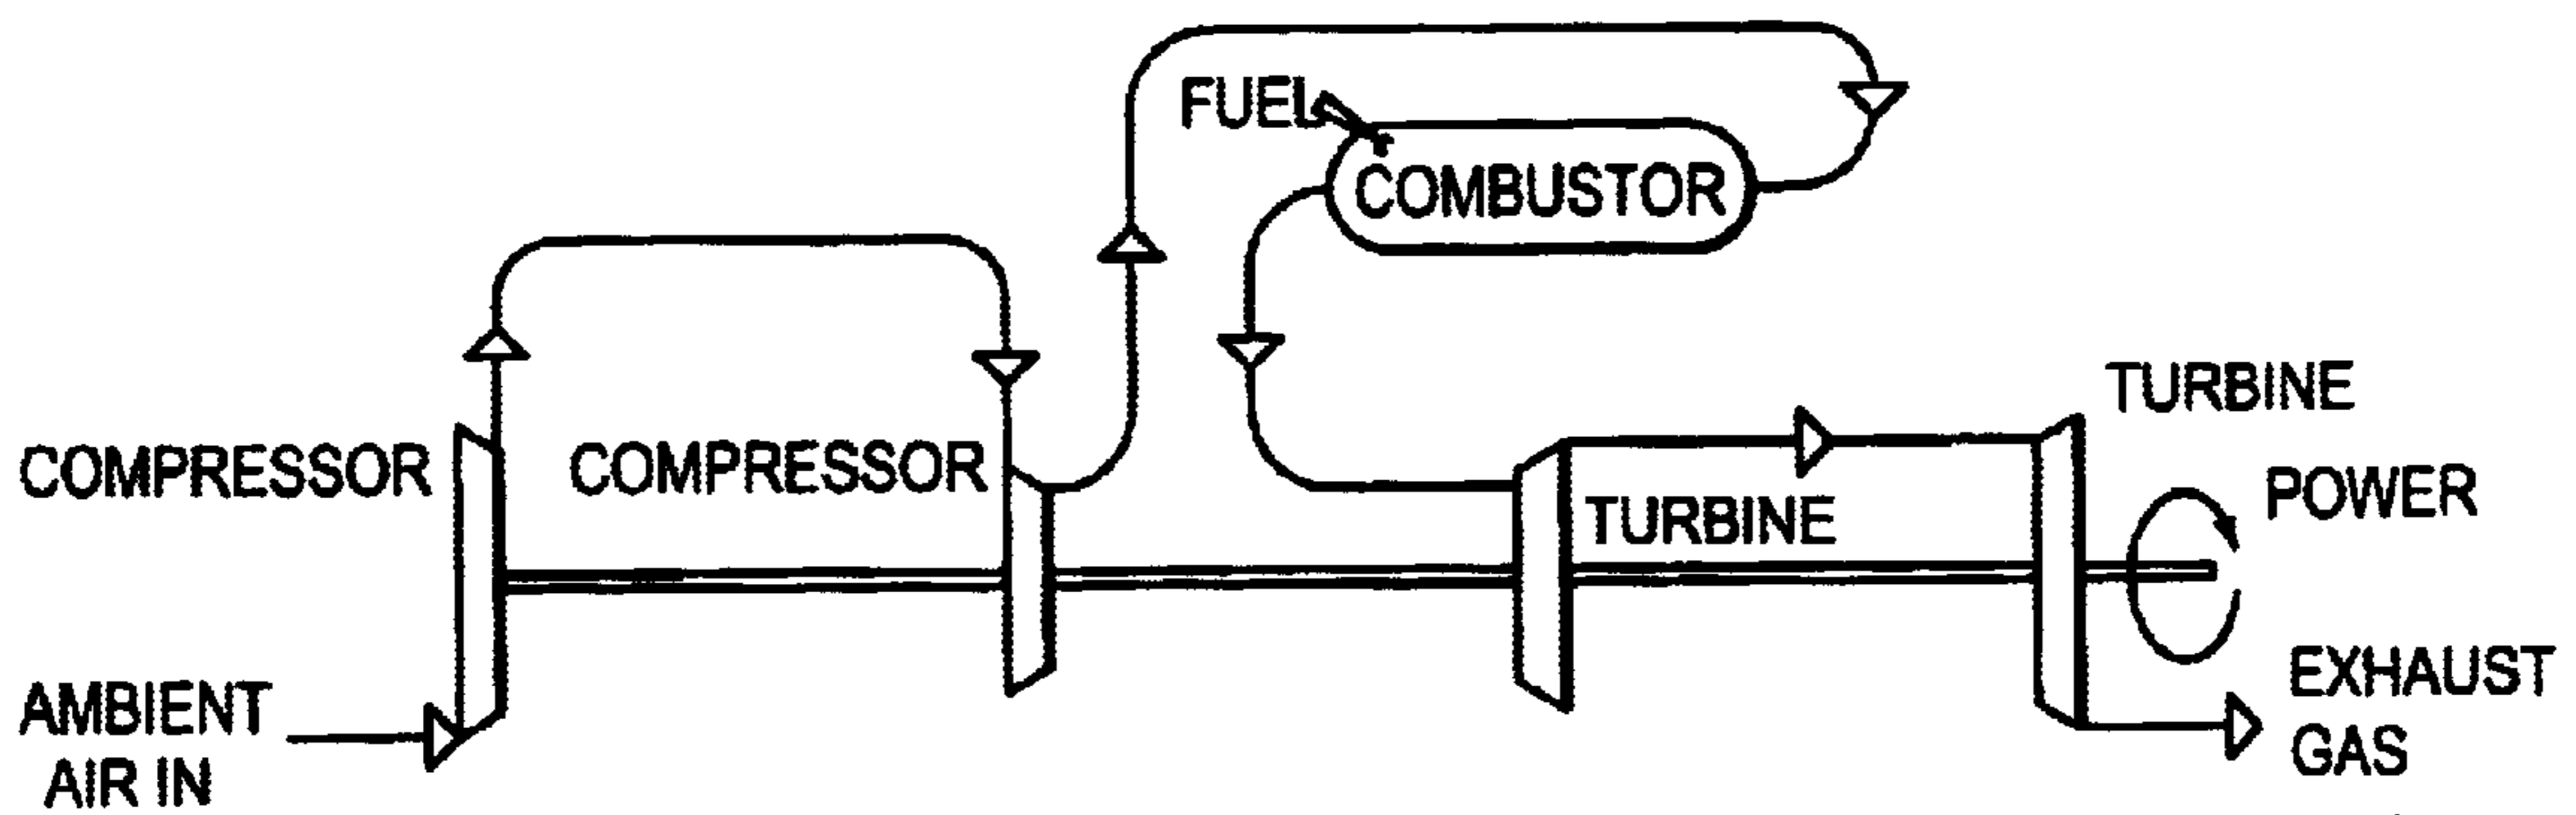 FUEL
COMBUSTOR
COMPRESSOR
COMPRESSOR
TURBINE
TURBINE
POWER
AMBIENT
AIR IN
EXHAUST
GAS